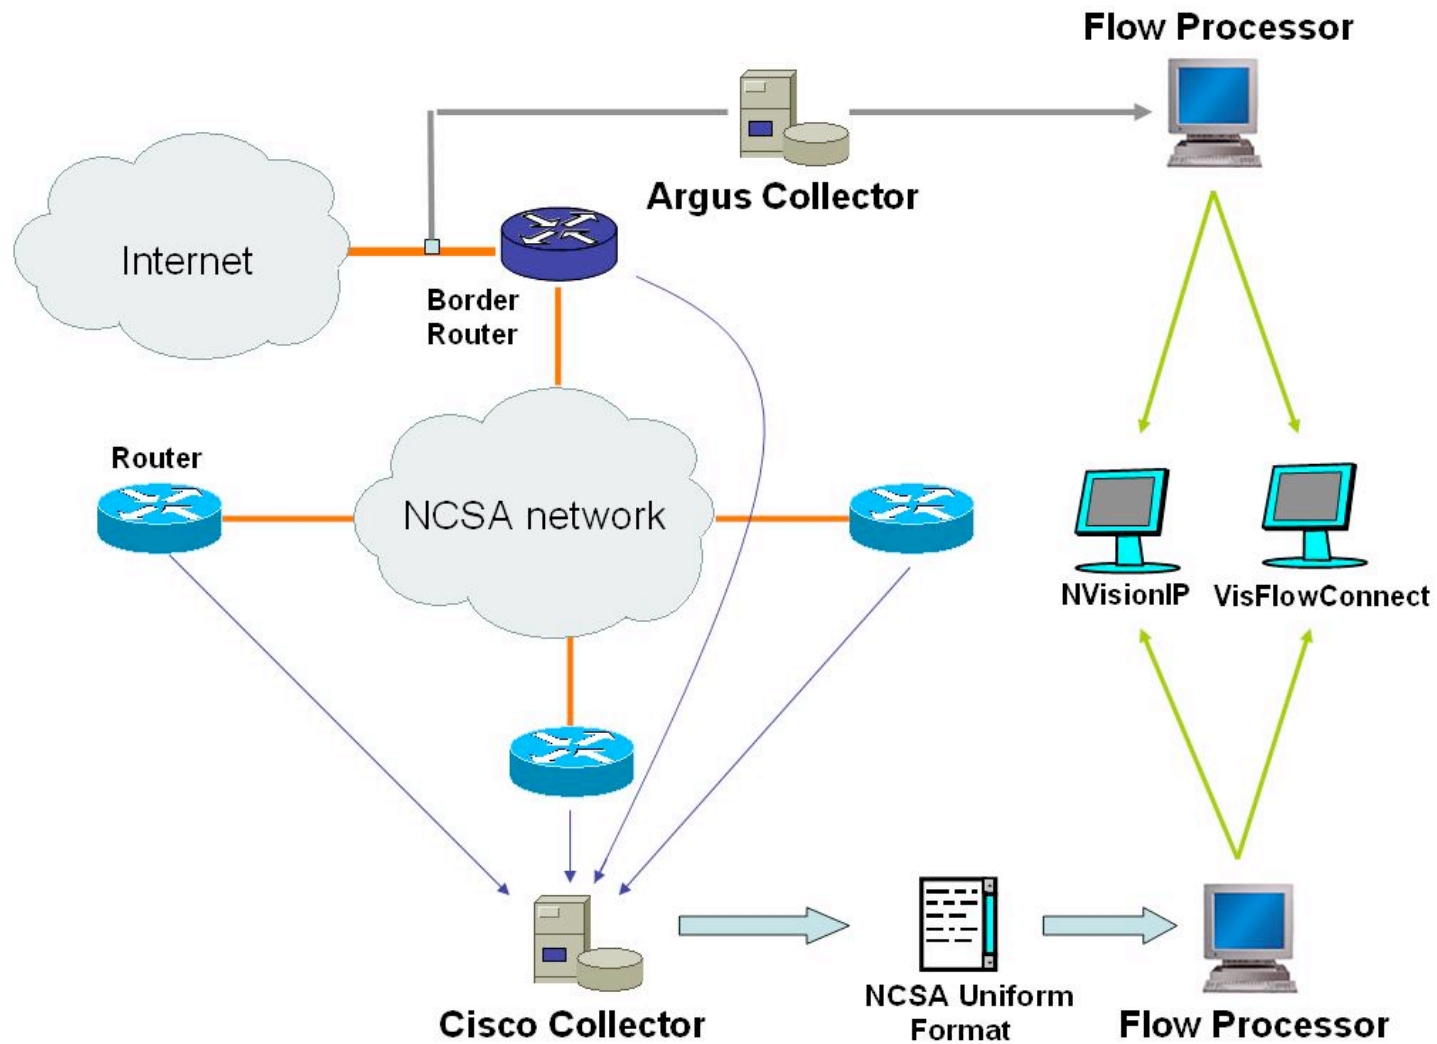 Flow Processor
Argus Collector
Internet
Border
Router
Router
NCSA network
NVisionIP
VisFlowConnect
NCSA Uniform
Format
Cisco Collector
Flow Processor